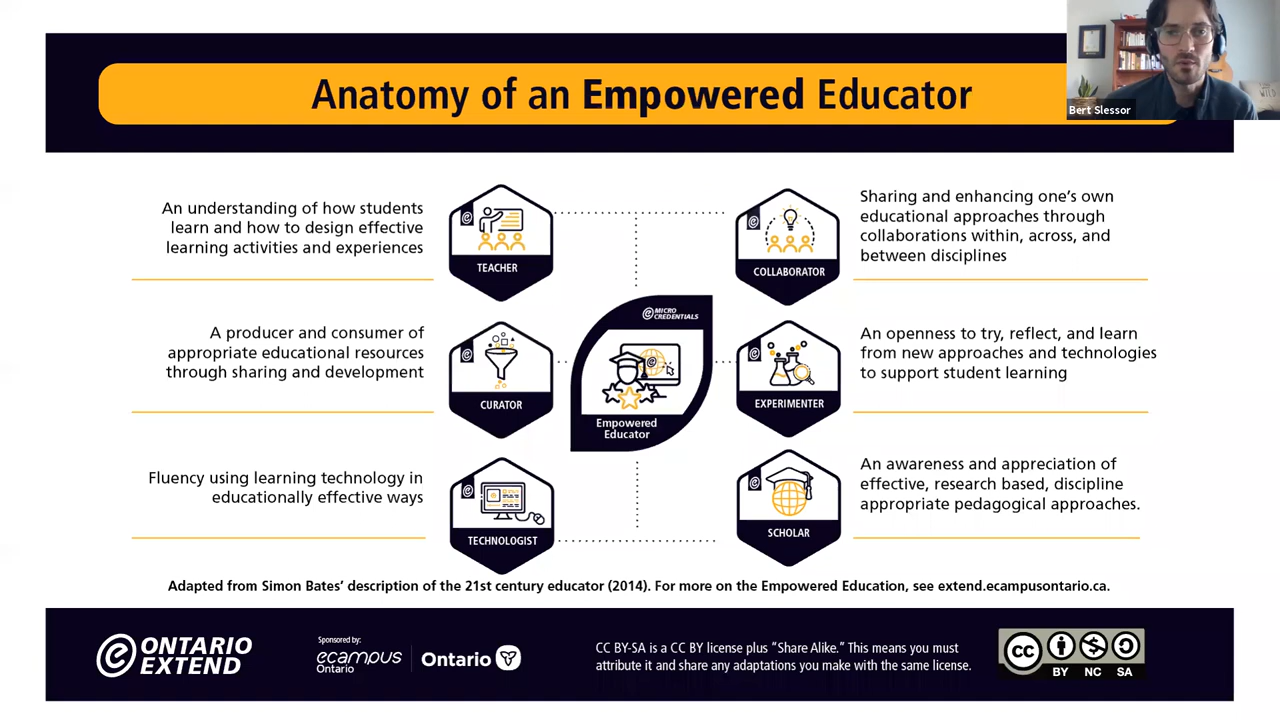 Anatomy of an Empowered Educator
Bert Slessor
An understanding of how students
learn and how to design effective
learning activities and experiences
TEACHER
COLLABORATOR
Sharing and enhancing one's own
educational approaches through
collaborations within, across, and
between disciplines
A producer and consumer of
appropriate educational resources
through sharing and development
CURATOR
MICRO
CREDENTIALS
Empowered
Educator
EXPERIMENTER
An openness to try, reflect, and learn
from new approaches and technologies
to support student learning
Fluency using learning technology in
educationally effective ways
TECHNOLOGIST
SCHOLAR
An awareness and appreciation of
effective, research based, discipline
appropriate pedagogical approaches.
Adapted from Simon Bates' description of the 21st century educator (2014). For more on the Empowered Education, see extend.ecampusontario.ca.
ONTARIO
EXTEND
Sponsored by:
ecampus
Ontario
Ontario
CC BY-SA is a CC BY license plus "Share Alike." This means you must
attribute it and share any adaptations you make with the same license.
cc
BY NC SA